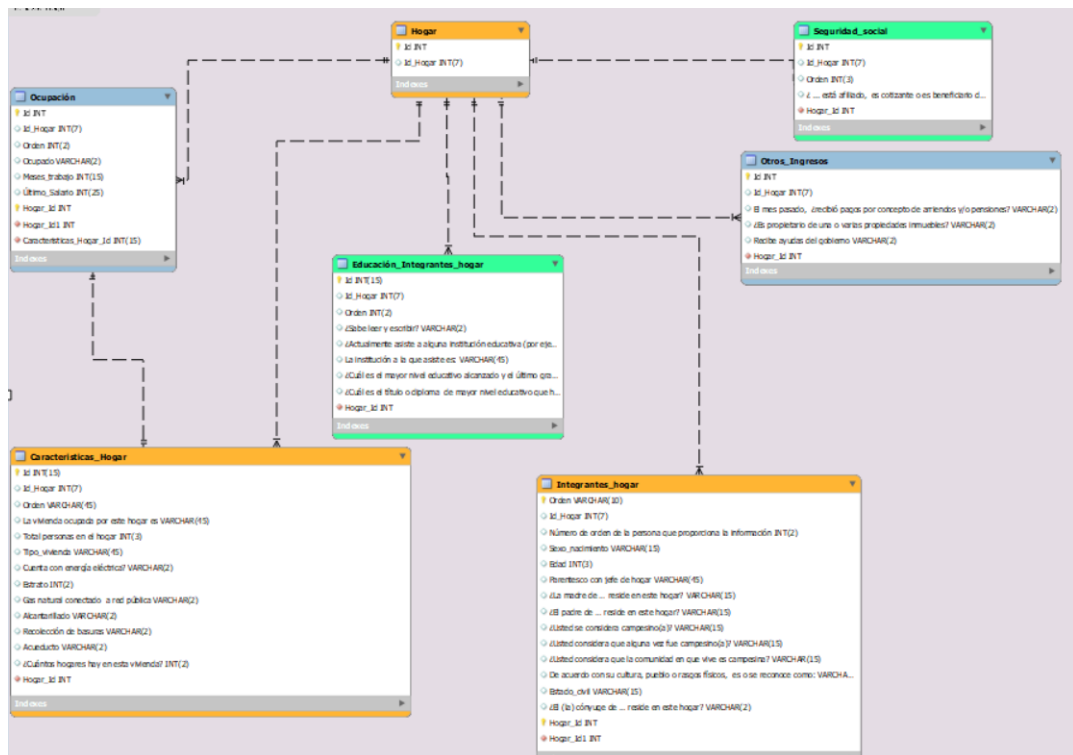 Hogar
Id INT
Id_Hogar INT(7)
Indexes
Seguridad_social
Id INT
Id_Hogar INT(7)
Orden INT(3)
¿ ... está afiliado, es cotizante o es beneficiario d...
Hogar_Id INT
Indexes
Ocupación
Id INT
Id_Hogar INT(7)
Orden INT(2)
Ocupado VARCHAR(2)
Meses_trabajo INT(15)
Último_Salario INT(25)
Hogar_Id INT
Hogar_Id1 INT
Características_Hogar_Id INT(15)
Indexes
Otros_Ingresos
Id INT
Id_Hogar INT(7)
El mes pasado, ¿recibió pagos por concepto de arriendos y/o pensiones? VARCHAR(2)
¿Es propietario de una o varias propiedades inmuebles? VARCHAR(2)
Recibe ayudas del gobierno VARCHAR(2)
Hogar_Id INT
Indexes
Educación_Integrantes_hogar
Id INT(15)
Id_Hogar INT(7)
Orden INT(2)
¿Sabe leer y escribir? VARCHAR(2)
¿Actualmente asiste a alguna institución educativa (por eje...
La institución a la que asiste es: VARCHAR(45)
¿Cuál es el mayor nivel educativo alcanzado y el último gra...
¿Cuál es el título o diploma de mayor nivel educativo que h...
Hogar_Id INT
Indexes
Características_Hogar
Id INT(15)
Id_Hogar INT(7)
Orden VARCHAR(45)
La vivienda ocupada por este hogar es VARCHAR(45)
Total personas en el hogar INT(3)
Tipo_vivienda VARCHAR(45)
Cuenta con energía eléctrica? VARCHAR(2)
Estrato INT(2)
Gas natural conectado a red pública VARCHAR(2)
Alcantarillado VARCHAR(2)
Recolección de basuras VARCHAR(2)
Acueducto VARCHAR(2)
¿Cuántos hogares hay en esta vivienda? INT(2)
Hogar_Id INT
Indexes
Integrantes_hogar
Orden VARCHAR(10)
Id_Hogar INT(7)
Número de orden de la persona que proporciona la información INT(2)
Sexo_nacimiento VARCHAR(15)
Edad INT(3)
Parentesco con jefe de hogar VARCHAR(45)
¿La madre de ... reside en este hogar? VARCHAR(15)
¿El padre de ... reside en este hogar? VARCHAR(15)
¿Usted se considera campesino(a)? VARCHAR(15)
¿Usted considera que alguna vez fue campesino(a)? VARCHAR(15)
¿Usted considera que la comunidad en que vive es campesina? VARCHAR(15)
De acuerdo con su cultura, pueblo o rasgos físicos, es o se reconoce como: VARCHA...
Estado_civil VARCHAR(15)
¿El (la) cónyuge de ... reside en este hogar? VARCHAR(2)
Hogar_Id INT
Hogar_Id1 INT